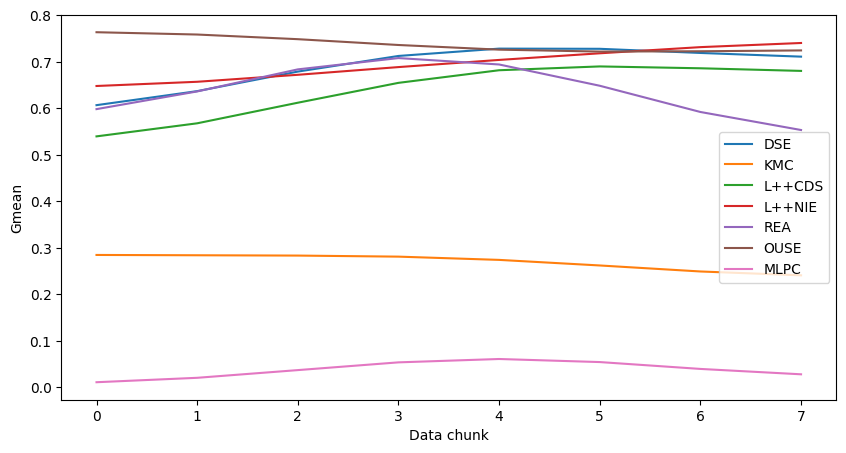 0.8
0.7
0.6
0.5
0.4
0.3
0.2
0.1
0.0
Gmean
0 1 2 3 4 5 6 7
Data chunk
DSE
KMC
L++CDS
L++NIE
REA
OUSE
MLPC